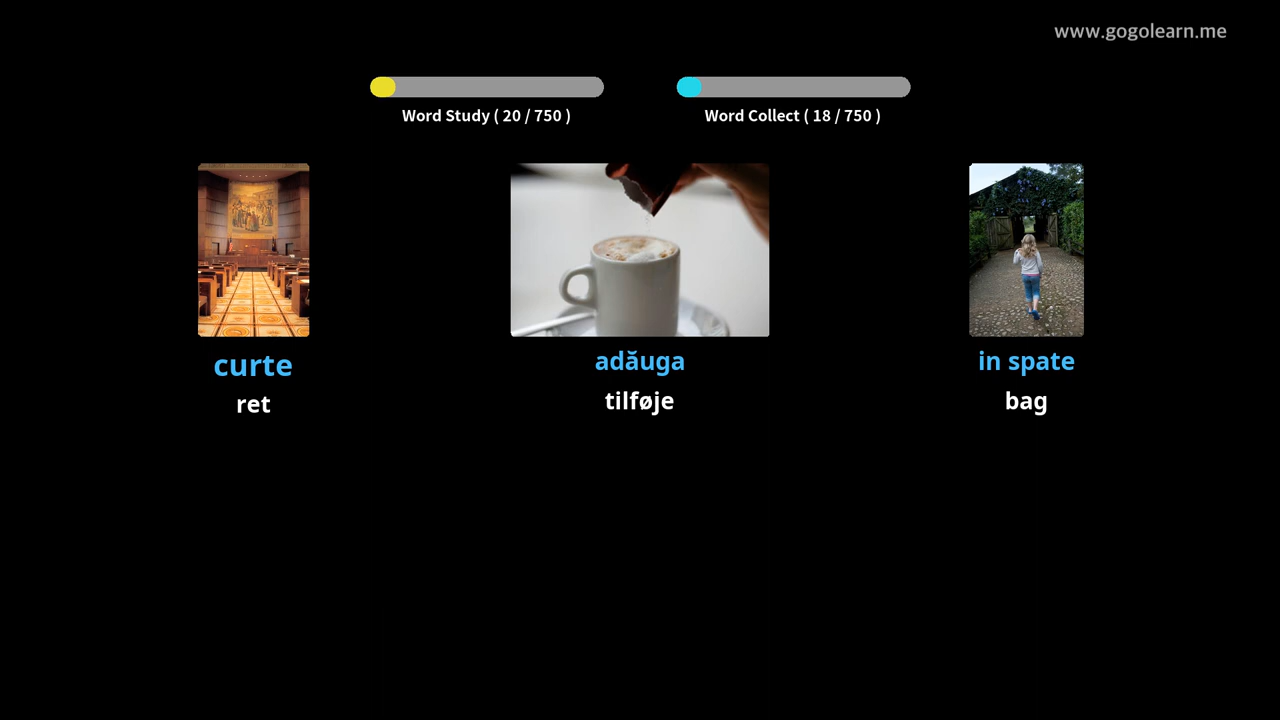 www.gogolearn.me
Word Study ( 20 / 750 )
Word Collect ( 18 / 750 )
curte
adăuga
in spate
ret
tilføje
bag